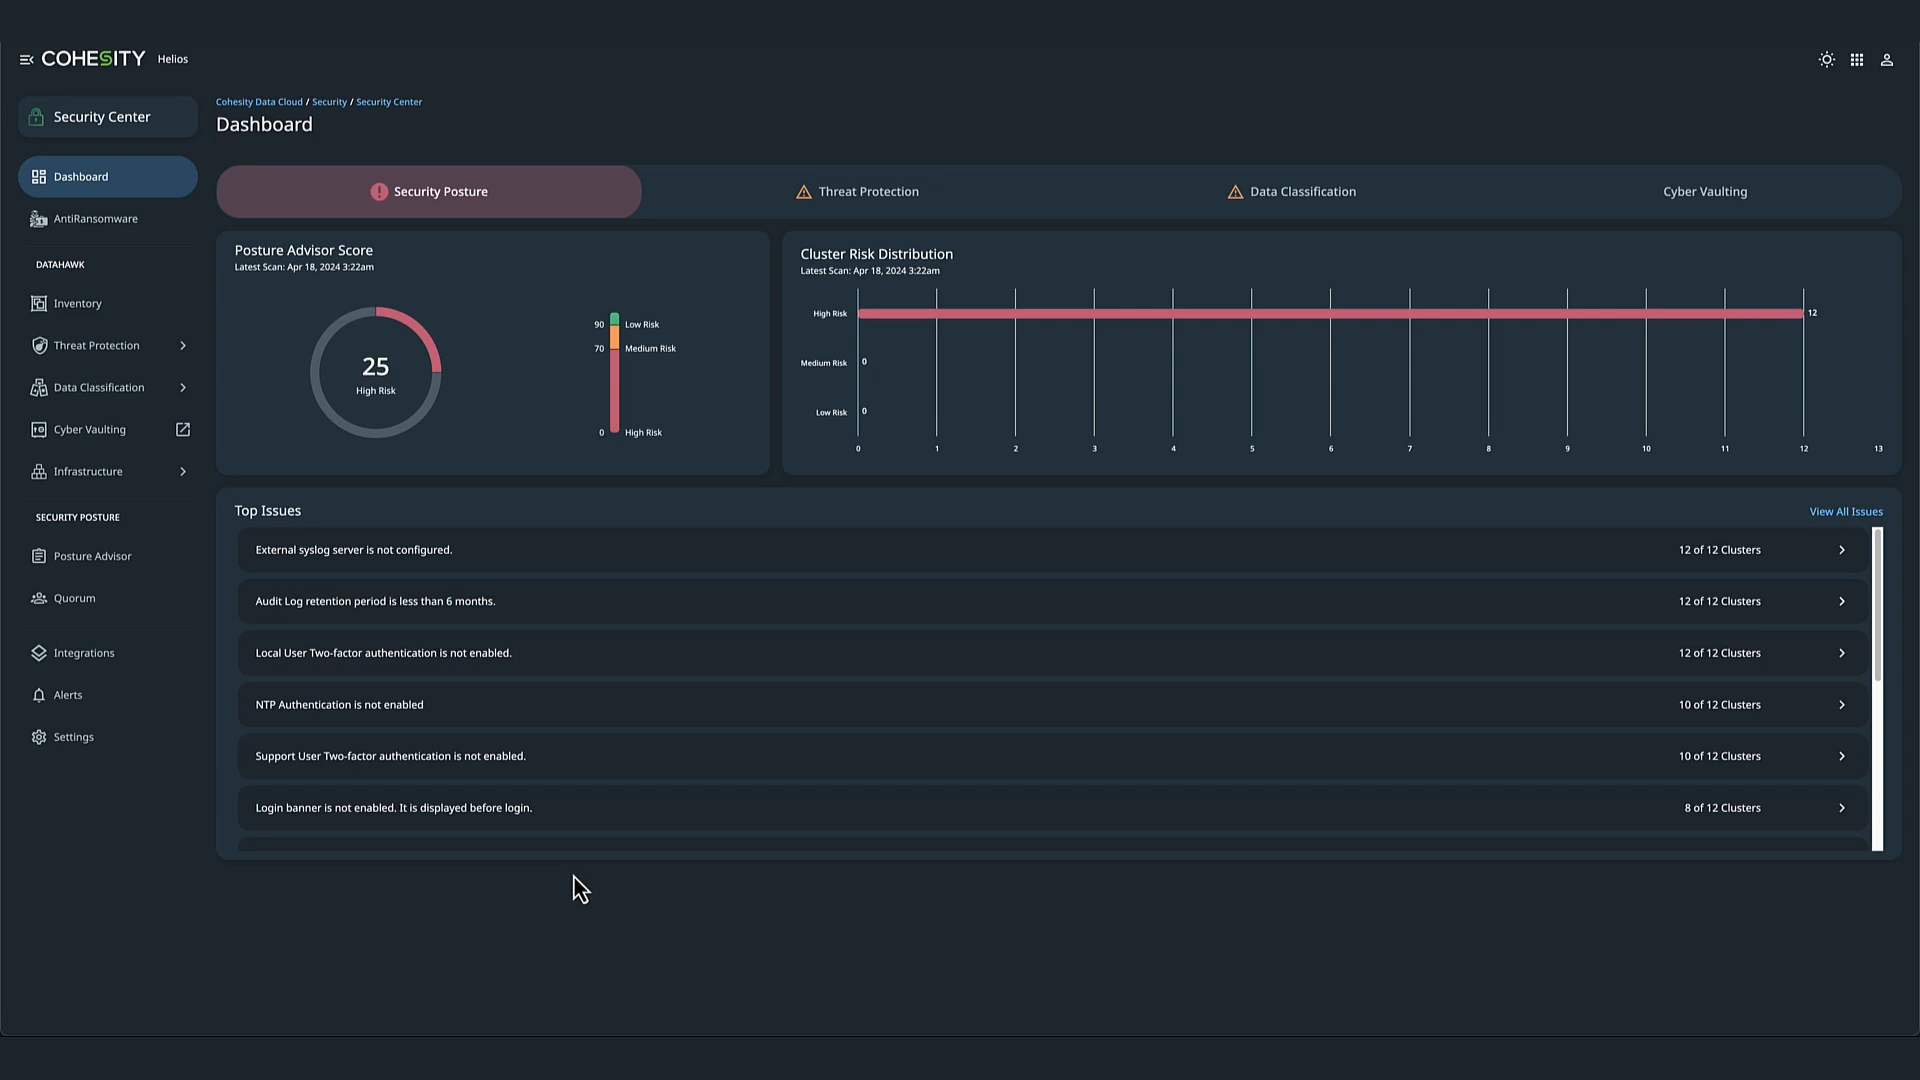 COHESITY Helios
Security Center
Dashboard
AntiRansomware
DATAHAWK
Inventory
Threat Protection
Data Classification
Cyber Vaulting
Infrastructure
SECURITY POSTURE
Posture Advisor
Quorum
Integrations
Alerts
Settings
Cohesity Data Cloud / Security / Security Center
Dashboard
Security Posture
Threat Protection
Data Classification
Cyber Vaulting
Posture Advisor Score
Latest Scan: Apr 18, 2024 3:22am
25
High Risk
90 Low Risk
70 Medium Risk
0 High Risk
Cluster Risk Distribution
Latest Scan: Apr 18, 2024 3:22am
High Risk 12
Medium Risk 0
Low Risk 0
0 1 2 3 4 5 6 7 8 9 10 11 12 13
Top Issues View All Issues
External syslog server is not configured. 12 of 12 Clusters
Audit Log retention period is less than 6 months. 12 of 12 Clusters
Local User Two-factor authentication is not enabled. 12 of 12 Clusters
NTP Authentication is not enabled 10 of 12 Clusters
Support User Two-factor authentication is not enabled. 10 of 12 Clusters
Login banner is not enabled. It is displayed before login. 8 of 12 Clusters